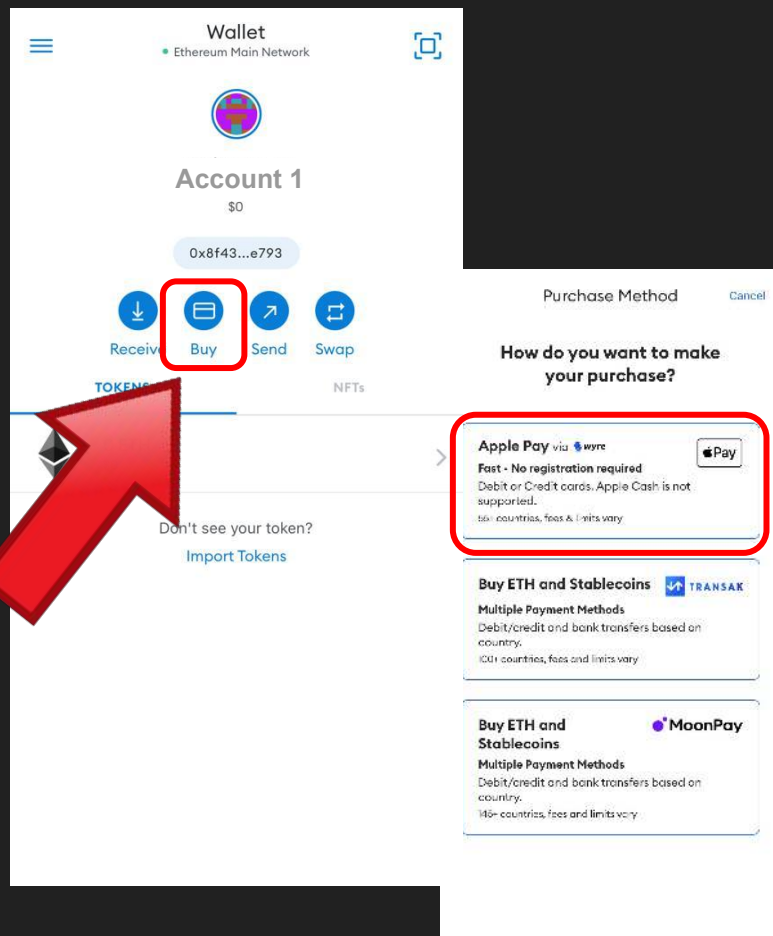 Wallet
Ethereum Main Network
Account 1
$0
0x8f43...e793
Receive Buy Send Swap
TOKENS NFTs
Don't see your token?
Import Tokens
Purchase Method Cancel
How do you want to make
your purchase?
Apple Pay via wyre
Pay
Fast - No registration required
Debit or Credit cards. Apple Cash is not
supported.
55+ countries, fees & limits vary
Buy ETH and Stablecoins TRANSAK
Multiple Payment Methods
Debit/credit and bank transfers based on
country.
100+ countries, fees and limits vary
Buy ETH and
Stablecoins
MoonPay
Multiple Payment Methods
Debit/credit and bank transfers based on
country.
145+ countries, fees and limits vary